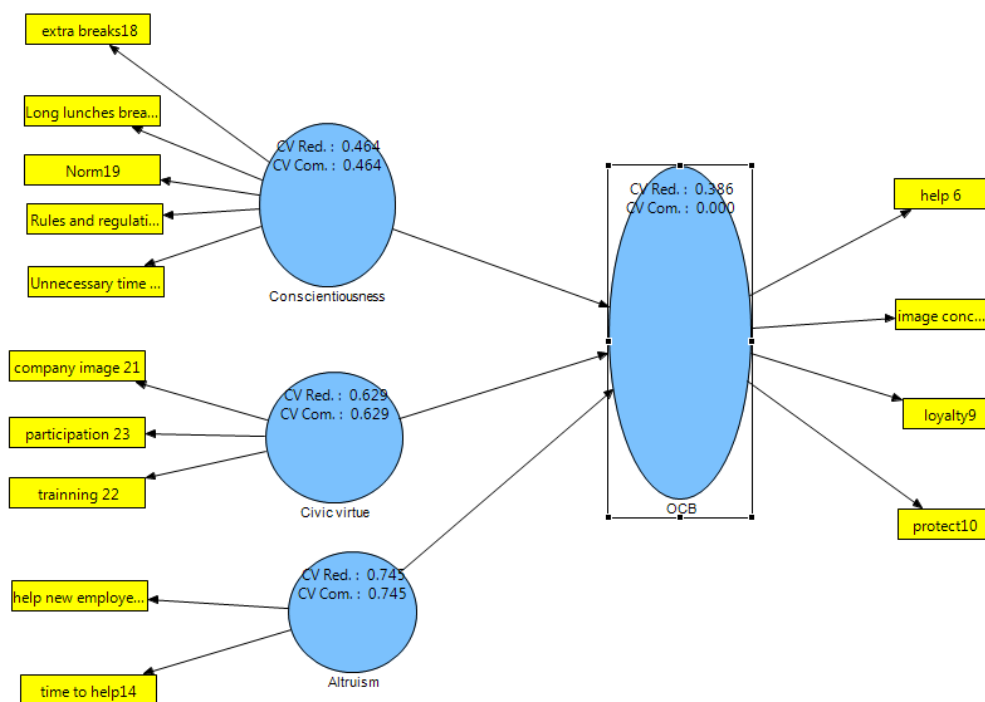 extra breaks18
Long lunches brea...
Norm19
Rules and regulati...
Unnecessary time ...
CV Red. : 0.464
CV Com. : 0.464
Conscientiousness
company image 21
participation 23
trainning 22
CV Red. : 0.629
CV Com. : 0.629
Civic virtue
help new employe...
time to help14
CV Red. : 0.745
CV Com. : 0.745
Altruism
CV Red. : 0.386
CV Com. : 0.000
OCB
help 6
image conc...
loyalty9
protect10